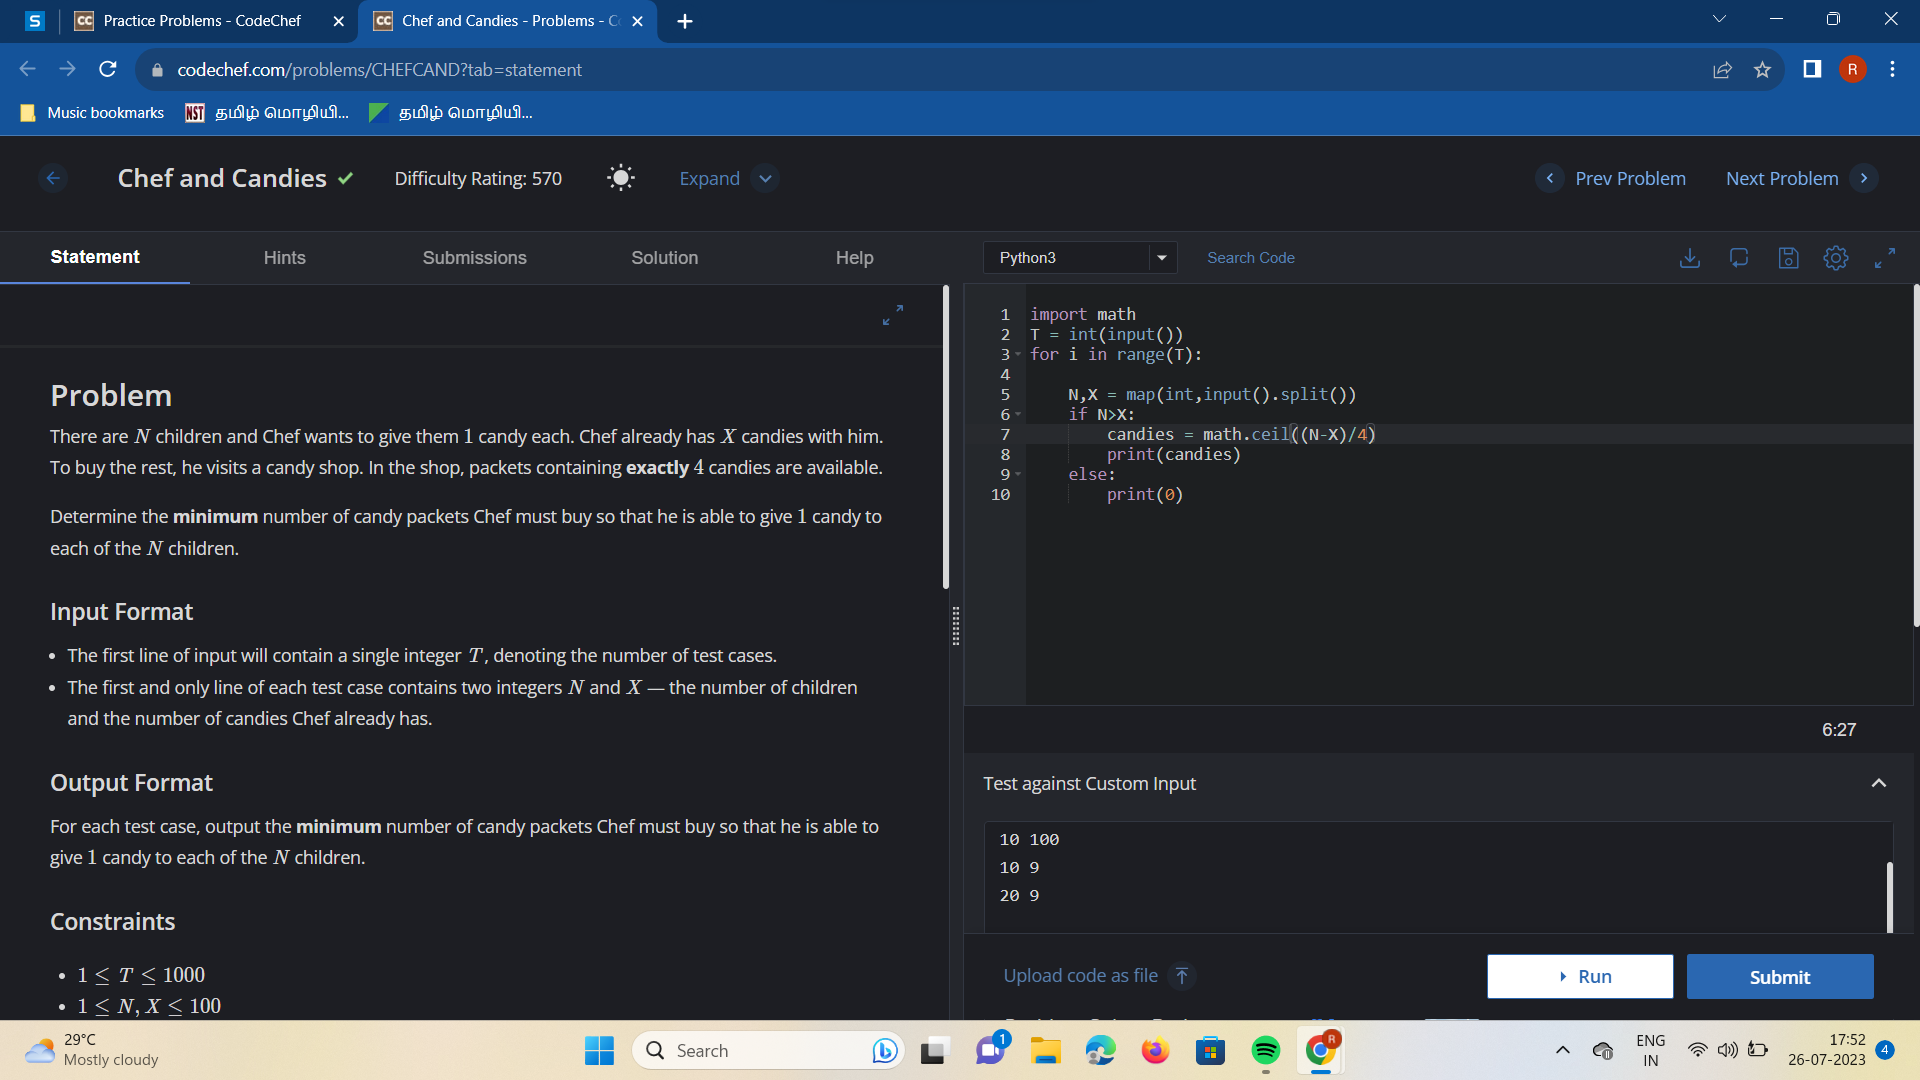 S
CC Practice Problems - CodeChef
CC Chef and Candies - Problems - C
codechef.com/problems/CHEFCAND?tab=statement
R
Music bookmarks
NST தமிழ் மொழியி...
தமிழ் மொழியி...
Chef and Candies
Difficulty Rating: 570
Expand
Prev Problem
Next Problem
Statement
Hints
Submissions
Solution
Help
Python3
Search Code
Problem
There are N children and Chef wants to give them 1 candy each. Chef already has X candies with him.
To buy the rest, he visits a candy shop. In the shop, packets containing exactly 4 candies are available.
Determine the minimum number of candy packets Chef must buy so that he is able to give 1 candy to
each of the N children.
Input Format
• The first line of input will contain a single integer T, denoting the number of test cases.
• The first and only line of each test case contains two integers N and X — the number of children
and the number of candies Chef already has.
Output Format
For each test case, output the minimum number of candy packets Chef must buy so that he is able to
give 1 candy to each of the N children.
Constraints
• 1 ≤ T ≤ 1000
• 1 ≤ N, X ≤ 100
1 import math
2 T = int(input())
3 for i in range(T):
4
5 N,X = map(int,input().split())
6 if N>X:
7 candies = math.ceil((N-X)/4)
8 print(candies)
9 else:
10 print(0)
6:27
Test against Custom Input
10 100
10 9
20 9
Upload code as file
Run
Submit
29°C
Mostly cloudy
Search
1
R
ENG
IN
17:52
26-07-2023
4